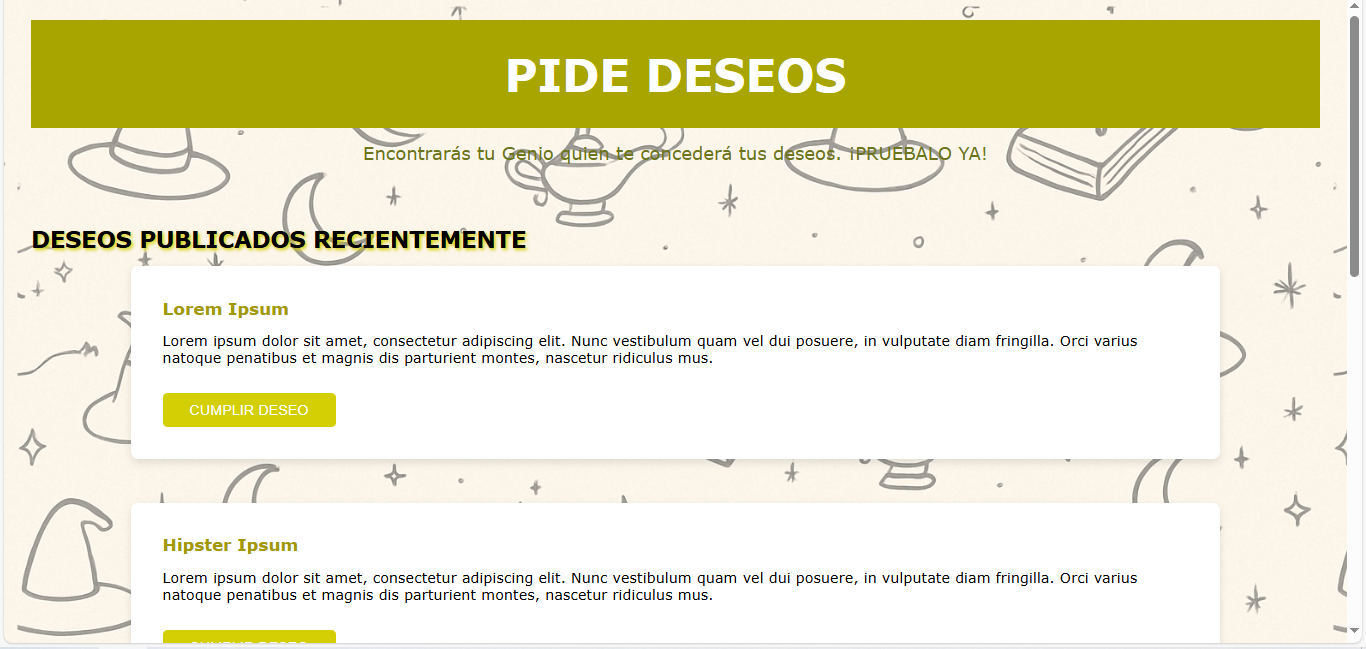 PIDE DESEOS
Encontrarás tu Genio quien te concederá tus deseos. ¡PRUEBALO YA!
DESEOS PUBLICADOS RECIENTEMENTE
Lorem Ipsum
Lorem ipsum dolor sit amet, consectetur adipiscing elit. Nunc vestibulum quam vel dui posuere, in vulputate diam fringilla. Orci varius
natoque penatibus et magnis dis parturient montes, nascetur ridiculus mus.
CUMPLIR DESEO
Hipster Ipsum
Lorem ipsum dolor sit amet, consectetur adipiscing elit. Nunc vestibulum quam vel dui posuere, in vulputate diam fringilla. Orci varius
natoque penatibus et magnis dis parturient montes, nascetur ridiculus mus.